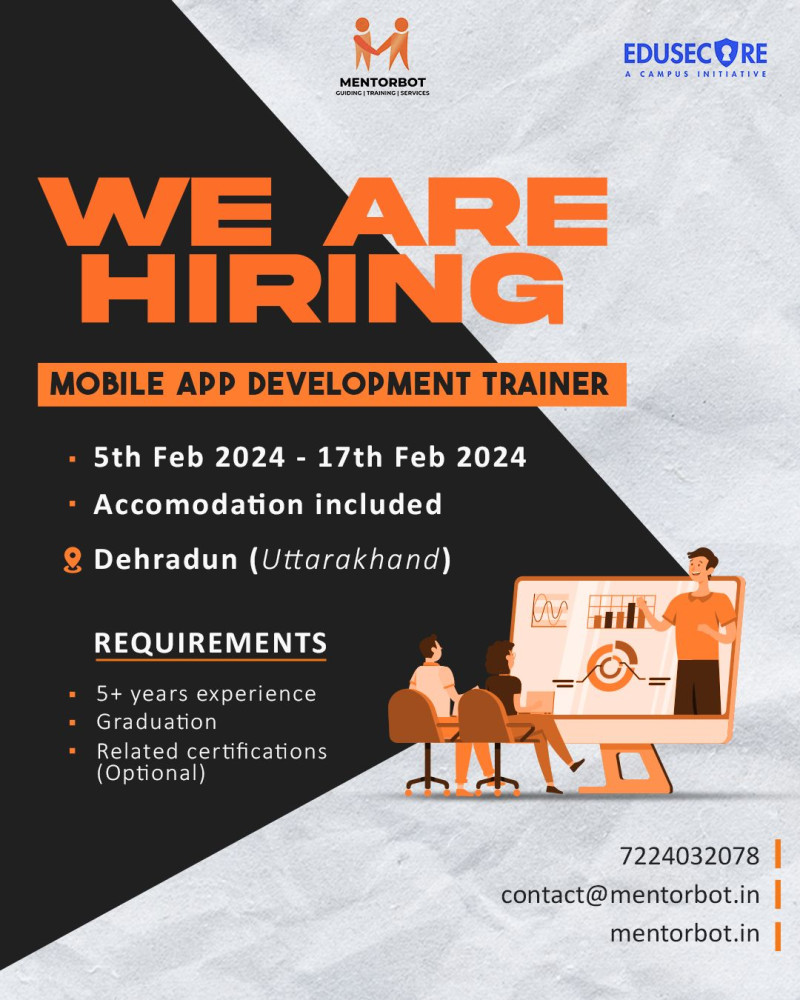 MENTORBOT
GUIDING | TRAINING | SERVICES
EDUSECORE
A CAMPUS INITIATIVE
WE ARE
HIRING
MOBILE APP DEVELOPMENT TRAINER
5th Feb 2024 - 17th Feb 2024
Accomodation included
Dehradun (Uttarakhand)
REQUIREMENTS
5+ years experience
Graduation
Related certifications
(Optional)
7224032078
contact@mentorbot.in
mentorbot.in